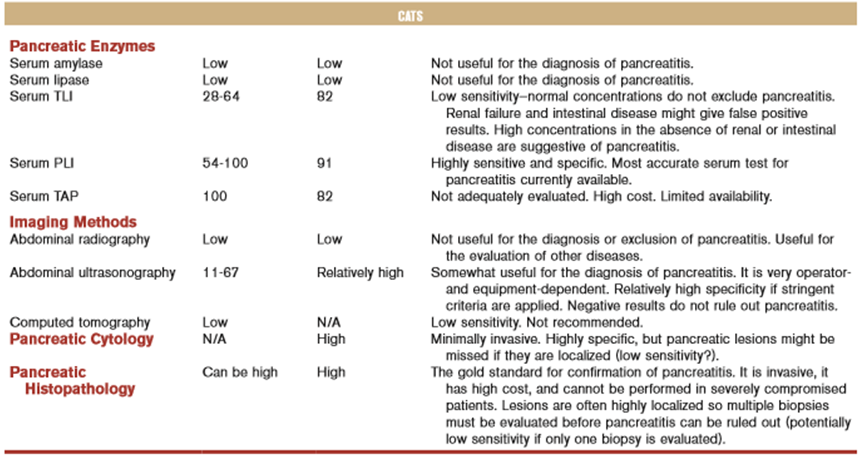 CATS
Pancreatic Enzymes
Serum amylase Low Low Not useful for the diagnosis of pancreatitis.
Serum lipase Low Low Not useful for the diagnosis of pancreatitis.
Serum TLI 28-64 82 Low sensitivity—normal concentrations do not exclude pancreatitis.
Renal failure and intestinal disease might give false positive
results. High concentrations in the absence of renal or intestinal
disease are suggestive of pancreatitis.
Serum PLI 54-100 91 Highly sensitive and specific. Most accurate serum test for
pancreatitis currently available.
Serum TAP 100 82 Not adequately evaluated. High cost. Limited availability.
Imaging Methods
Abdominal radiography Low Low Not useful for the diagnosis or exclusion of pancreatitis. Useful for
the evaluation of other diseases.
Abdominal ultrasonography 11-67 Relatively high Somewhat useful for the diagnosis of pancreatitis. It is very operator-
and equipment-dependent. Relatively high specificity if stringent
criteria are applied. Negative results do not rule out pancreatitis.
Computed tomography Low N/A Low sensitivity. Not recommended.
Pancreatic Cytology N/A High Minimally invasive. Highly specific, but pancreatic lesions might be
missed if they are localized (low sensitivity?).
Pancreatic Can be high High The gold standard for confirmation of pancreatitis. It is invasive, it
Histopathology has high cost, and cannot be performed in severely compromised
patients. Lesions are often highly localized so multiple biopsies
must be evaluated before pancreatitis can be ruled out (potentially
low sensitivity if only one biopsy is evaluated).